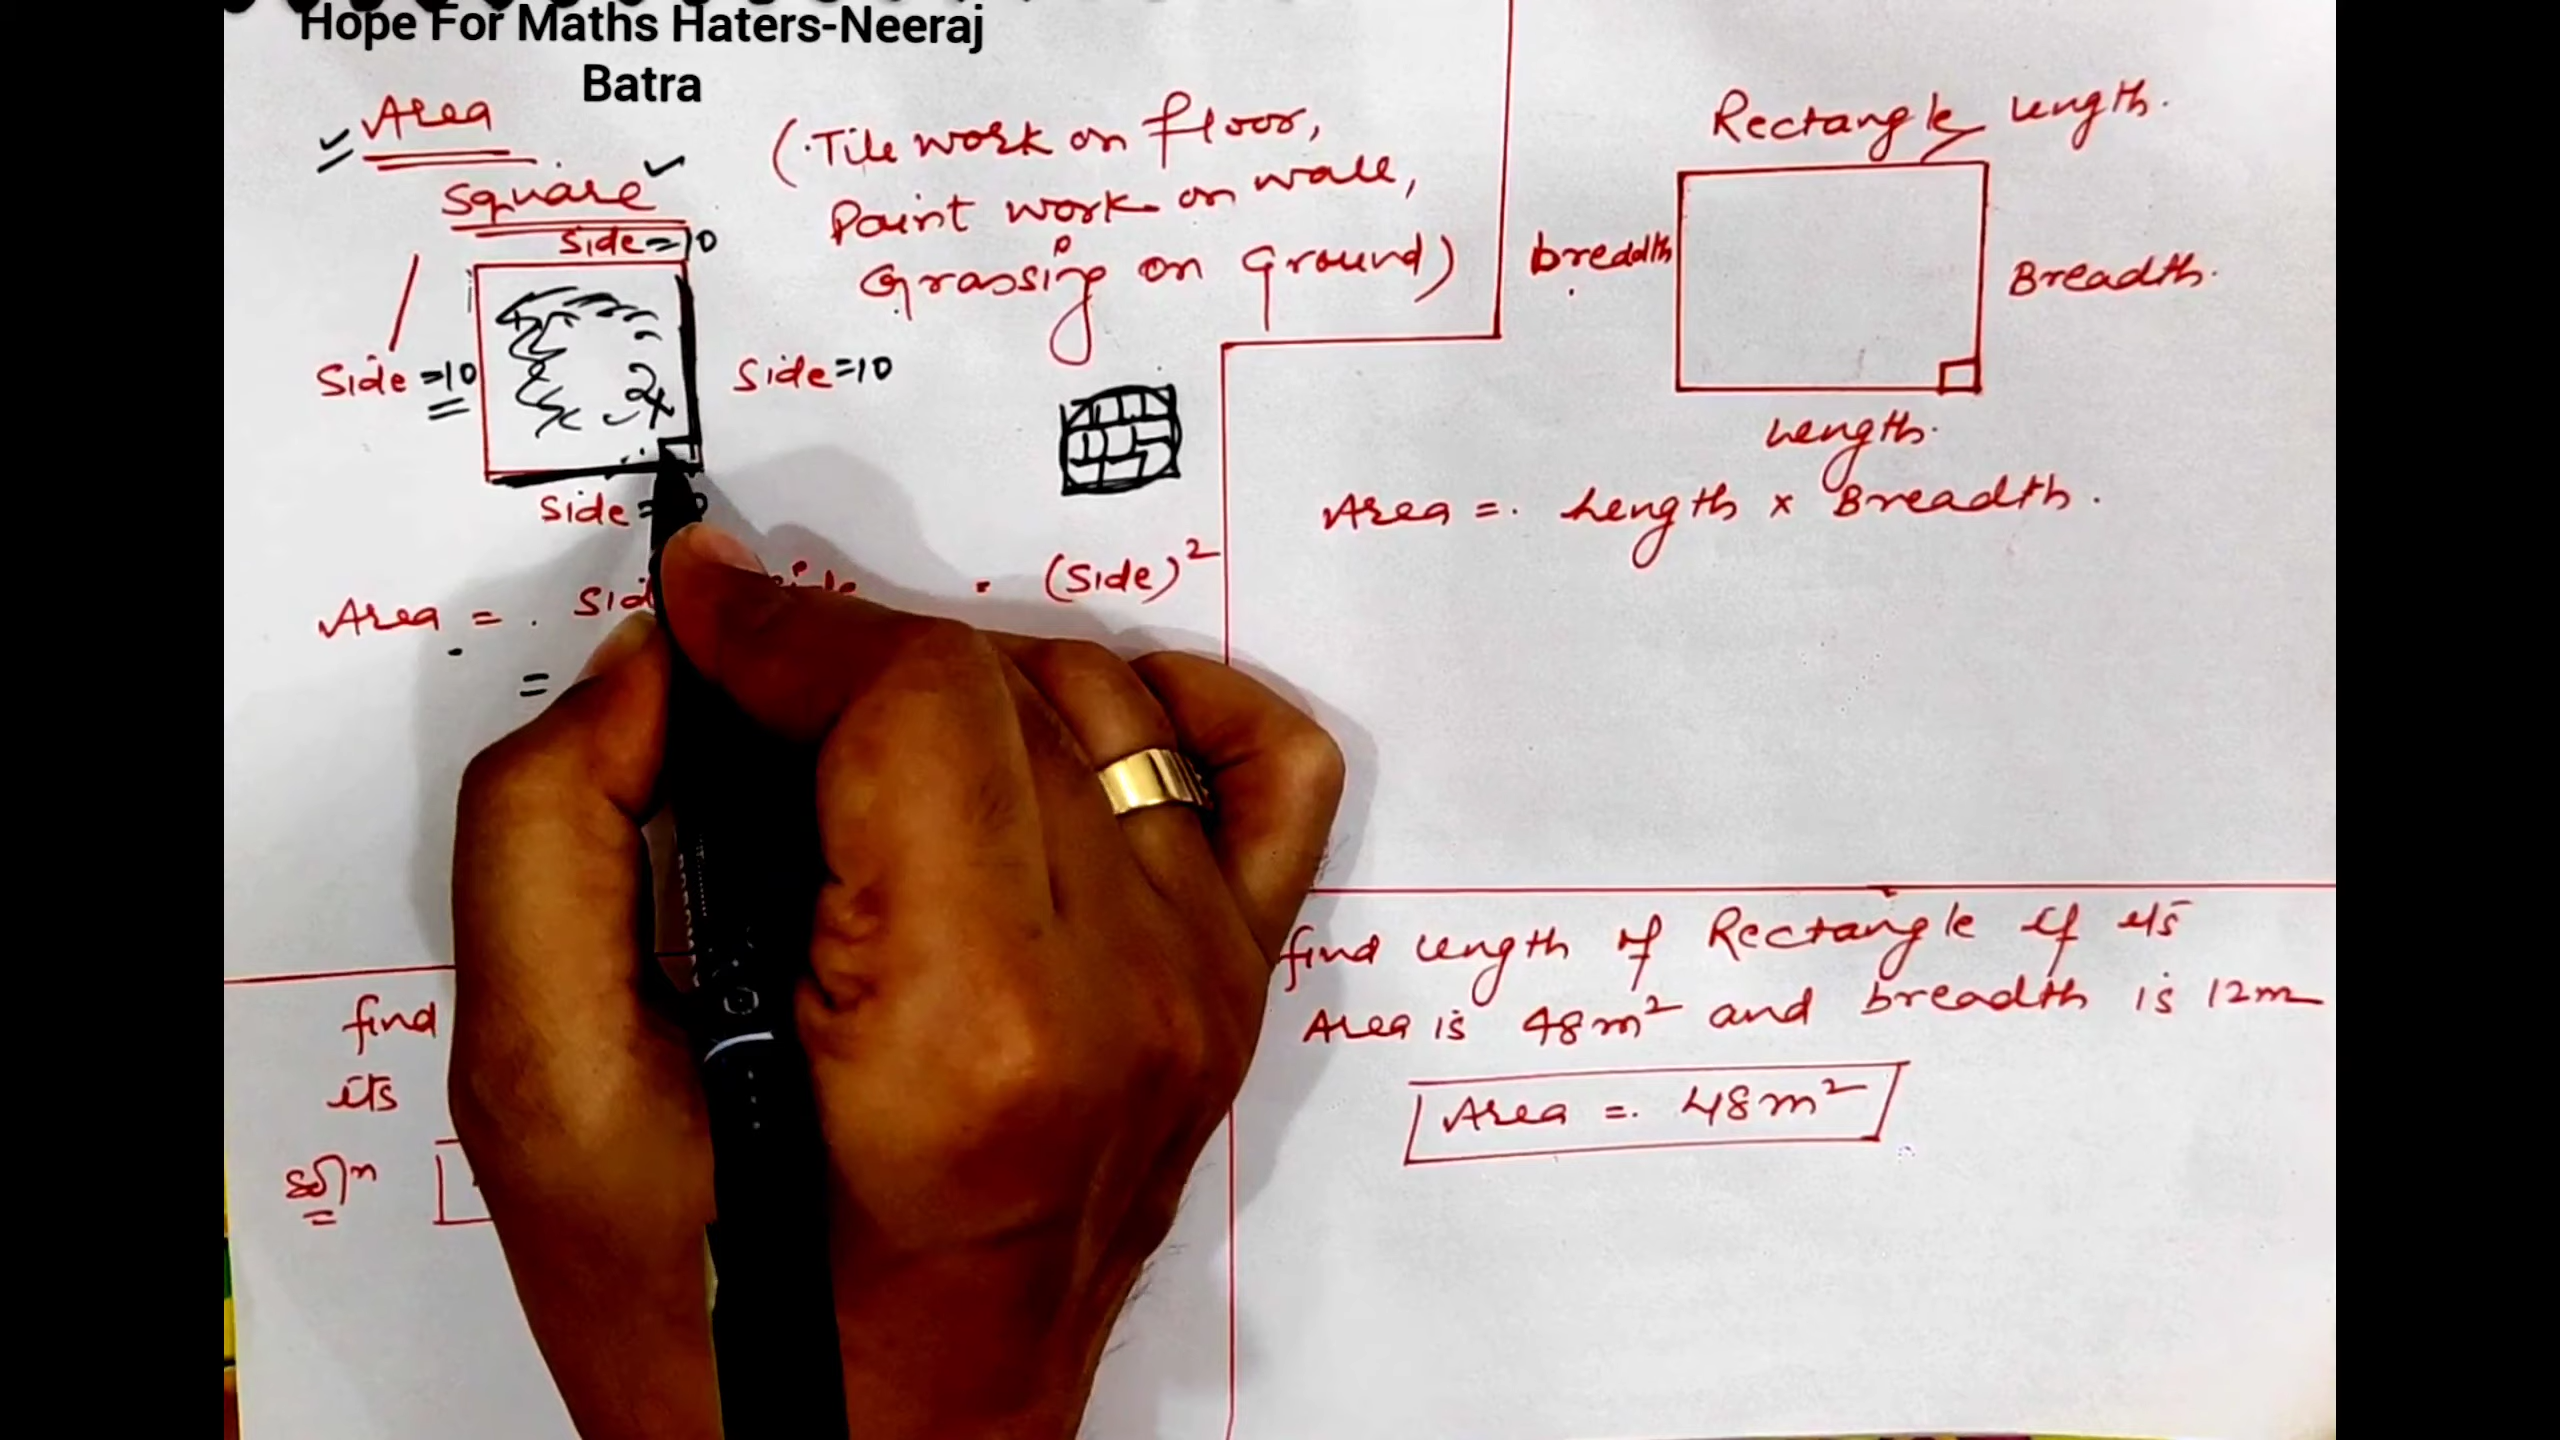 Hope For Maths Haters-Neeraj
Batra
Area
Square
Side=10
Side=10
Side=10
Side=
(Tile work on floor,
Paint work on wall,
Grassing on Ground)
Area =
= (Side)²
=
Rectangle
length.
breadth
Breadth.
Length.
Area = Length x Breadth.
find
its
Solⁿ
find length of Rectangle if its
Area is 48m² and breadth is 12m
Area = 48m²